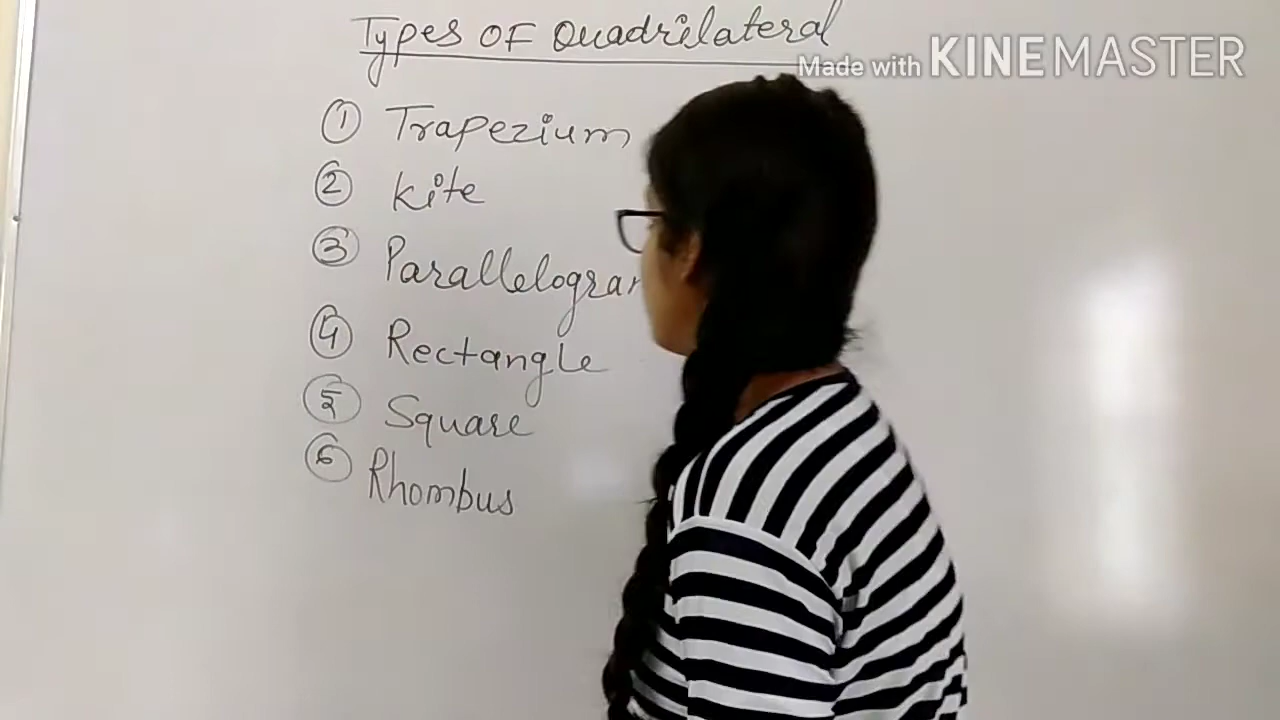 Types OF Quadrilateral
Made with KINEMASTER
① Trapezium
② Kite
③ Parallelogram
④ Rectangle
⑤ Square
⑥ Rhombus